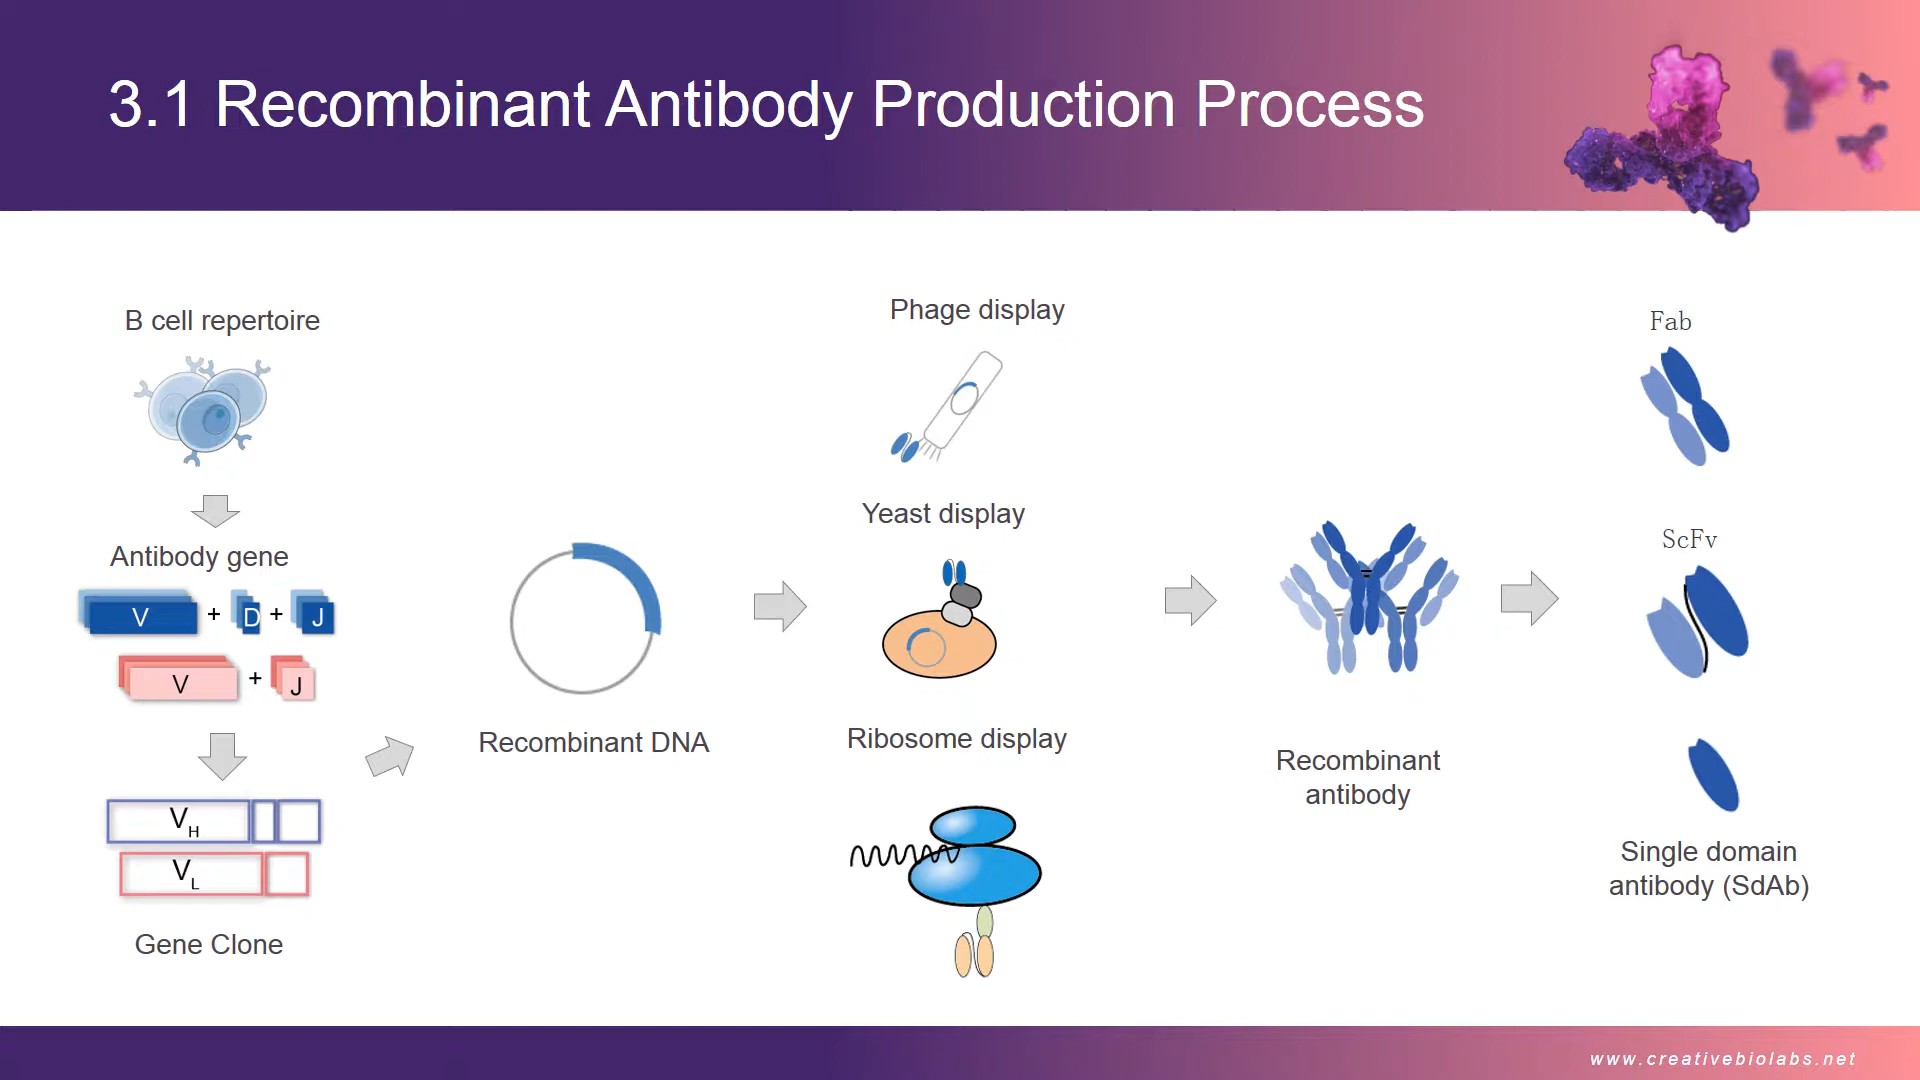 3.1 Recombinant Antibody Production Process
B cell repertoire
Antibody gene
V + D + J
V + J
VH
VL
Gene Clone
Recombinant DNA
Phage display
Yeast display
Ribosome display
Recombinant
antibody
Fab
ScFv
Single domain
antibody (SdAb)
www.creativebiolabs.net